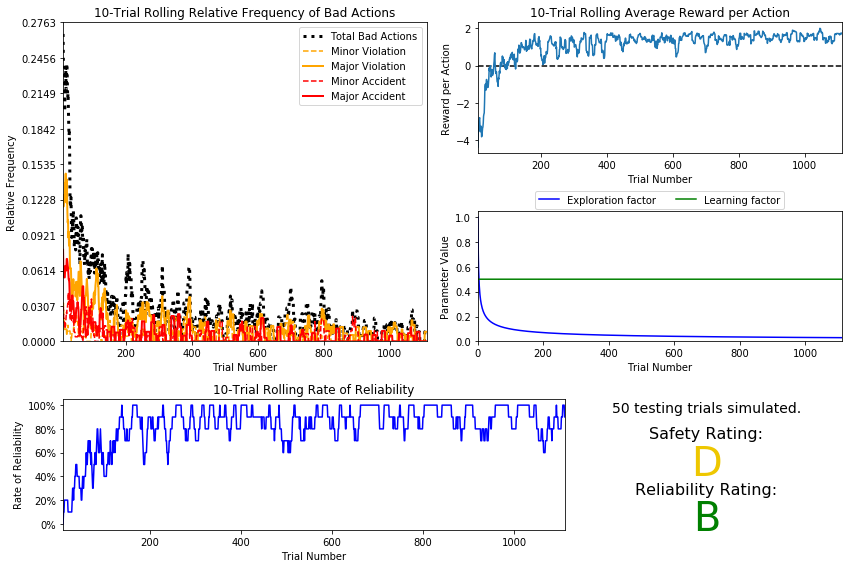 10-Trial Rolling Relative Frequency of Bad Actions
0.2763
0.2456
0.2149
0.1842
0.1535
0.1228
0.0921
0.0614
0.0307
0.0000
Relative Frequency
Total Bad Actions
Minor Violation
Major Violation
Minor Accident
Major Accident
200 400 600 800 1000
Trial Number
10-Trial Rolling Average Reward per Action
2
0
−2
−4
Reward per Action
200 400 600 800 1000
Trial Number
Exploration factor Learning factor
1.0
0.8
0.6
0.4
0.2
0.0
Parameter Value
0 200 400 600 800 1000
Trial Number
10-Trial Rolling Rate of Reliability
100%
80%
60%
40%
20%
0%
Rate of Reliability
200 400 600 800 1000
Trial Number
50 testing trials simulated.
Safety Rating:
D
Reliability Rating:
B